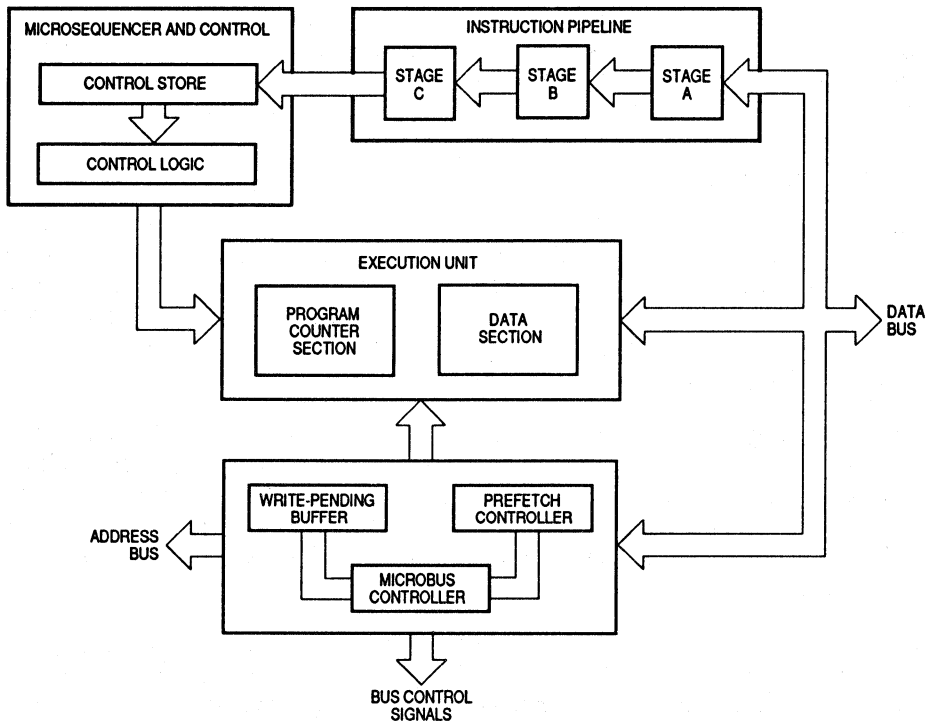 MICROSEQUENCER AND CONTROL
CONTROL STORE
CONTROL LOGIC
INSTRUCTION PIPELINE
STAGE
C
STAGE
B
STAGE
A
EXECUTION UNIT
PROGRAM
COUNTER
SECTION
DATA
SECTION
DATA
BUS
WRITE-PENDING
BUFFER
PREFETCH
CONTROLLER
MICROBUS
CONTROLLER
ADDRESS
BUS
BUS CONTROL
SIGNALS